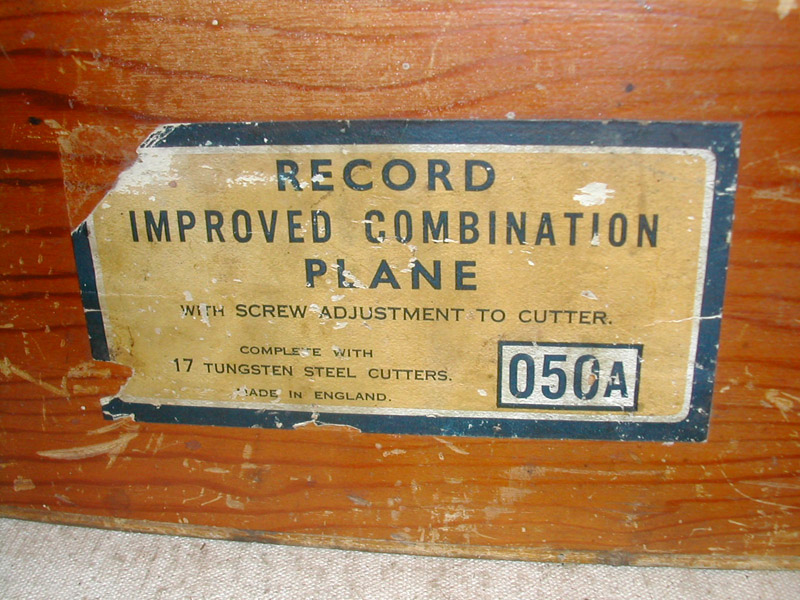 RECORD
IMPROVED COMBINATION
PLANE
WITH SCREW ADJUSTMENT TO CUTTER.
COMPLETE WITH
17 TUNGSTEN STEEL CUTTERS.
MADE IN ENGLAND.
050A